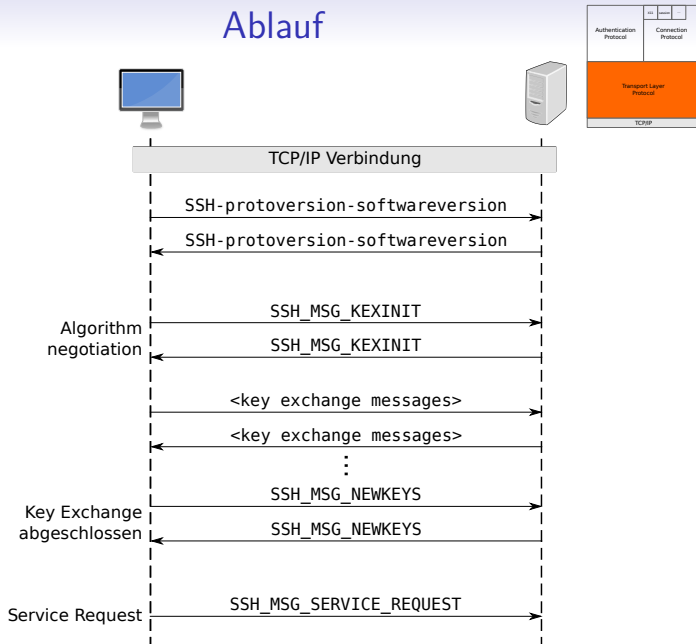 Ablauf
Authentication
Protocol
Connection
Protocol
Transport Layer
Protocol
TCP/IP
TCP/IP Verbindung
SSH-protoversion-softwareversion
SSH-protoversion-softwareversion
Algorithm
negotiation
SSH_MSG_KEXINIT
SSH_MSG_KEXINIT
<key exchange messages>
<key exchange messages>
Key Exchange
abgeschlossen
SSH_MSG_NEWKEYS
SSH_MSG_NEWKEYS
Service Request
SSH_MSG_SERVICE_REQUEST